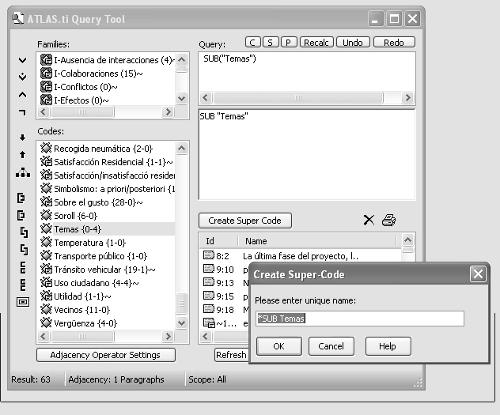 ATLAS.ti Query Tool
Families:
I-Ausencia de interacciones (4)~
I-Colaboraciones (15)~
I-Conflictos (0)~
I-Efectos (0)~
Codes:
Recogida neumática {2-0}
Satisfacción Residencial {1-1}~
Satisfacción/insatisfacció reside
Simbolismo: a priori/posteriori {1
Sobre el gusto {28-0}~
Soroll {6-0}
Temas {0-4}
Temperatura {1-0}
Transporte público {1-0}
Tránsito vehicular {19-1}~
Uso ciudadano {4-4}~
Utilidad {1-1}~
Vecinos {11-0}
Vergüenza {4-0}
Adjacency Operator Settings
Query:
C S P Recalc Undo Redo
SUB("Temas")
SUB "Temas"
Create Super Code
Id Name
8:2 La última fase del proyecto, l..
9:10 p
9:13 N
9:15 p
9:18 M
~1... e
Refresh
Create Super-Code
Please enter unique name:
*SUB Temas
OK Cancel Help
Result: 63 Adjacency: 1 Paragraphs Scope: All